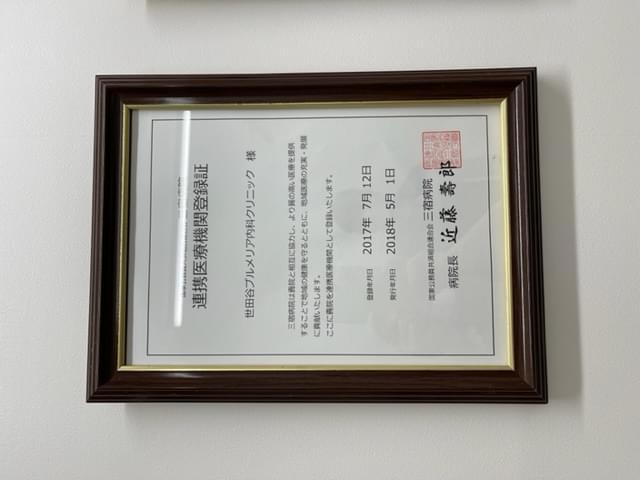 連携医療機関登録証
世田谷プルメリア内科クリニック 様
三宿病院は貴院と相互に協力し、より質の高い医療を提供
することで地域の健康を守るとともに、地域医療の充実・発展
に貢献いたします。
ここに貴院を連携医療機関として登録いたします。
登録年月日 2017年 7月 12日
発行年月日 2018年 5月 1日
国家公務員共済組合連合会 三宿病院
病院長 近藤 壽郎